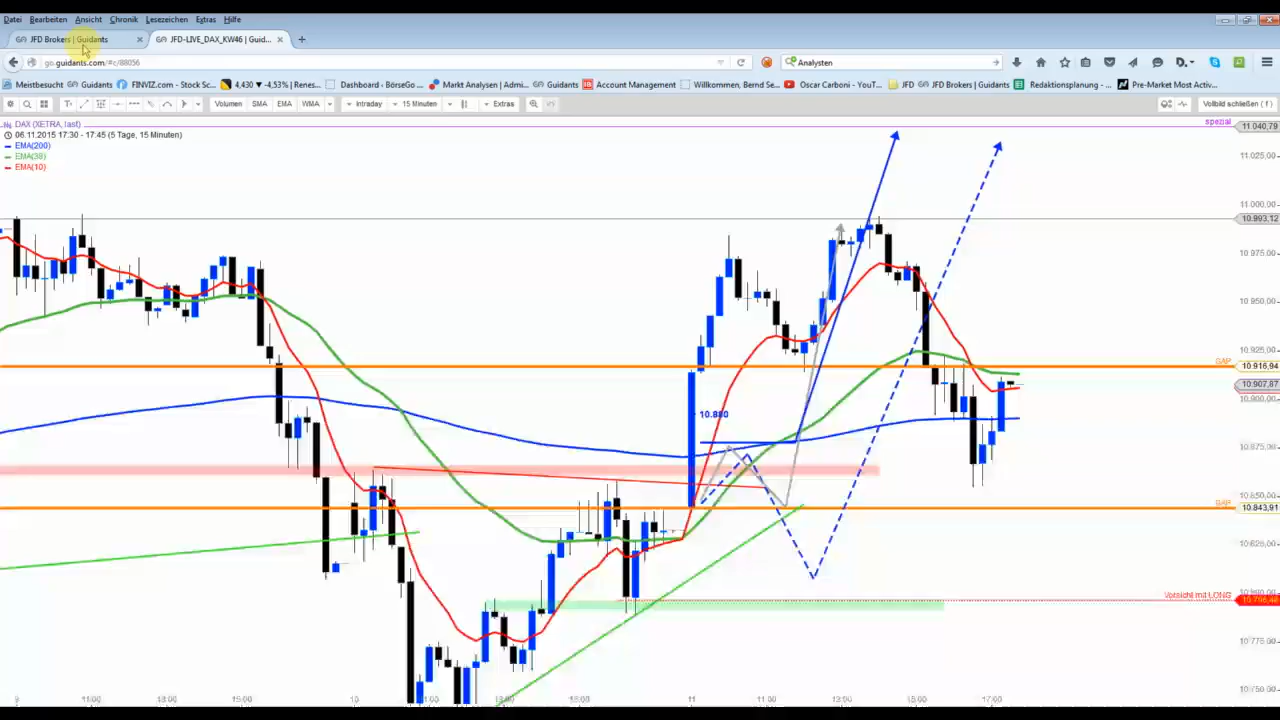 Datei Bearbeiten Ansicht Chronik Lesezeichen Extras Hilfe
JFD Brokers | Guidants
JFD-LIVE_DAX_KW46 | Guid...
go.guidants.com/#c/88056
Analysten
Meistbesucht Guidants FINVIZ.com - Stock ... 4,430 ▼ -4,53% | Renes... Dashboard - BörseGo ... Markt Analysen | Admi... Guidants Account Management Willkommen, Bernd Se... Oscar Carboni - YouT... JFD JFD Brokers | Guidants Redaktionsplanung - ... Pre-Market Most Activ...
Volumen SMA EMA WMA Intraday 15 Minuten Extras Vollbild schließen ( f )
DAX (XETRA, last)
06.11.2015 17:30 - 17:45 (5 Tage, 15 Minuten)
EMA(200)
EMA(30)
EMA(10)
spezial
11.040,79
11.025,00
11.000,00
10.993,12
10.975,00
10.950,00
10.925,00
GAP
10.916,94
10.907,87
10.900,00
10.880
10.875,00
10.850,00
GAP
10.843,91
10.825,00
Vorsicht mit LONG
10.775,00
10.750,00
9 11:00 13:00 15:00 10 13:00 11 11:00 13:00 15:00 17:00